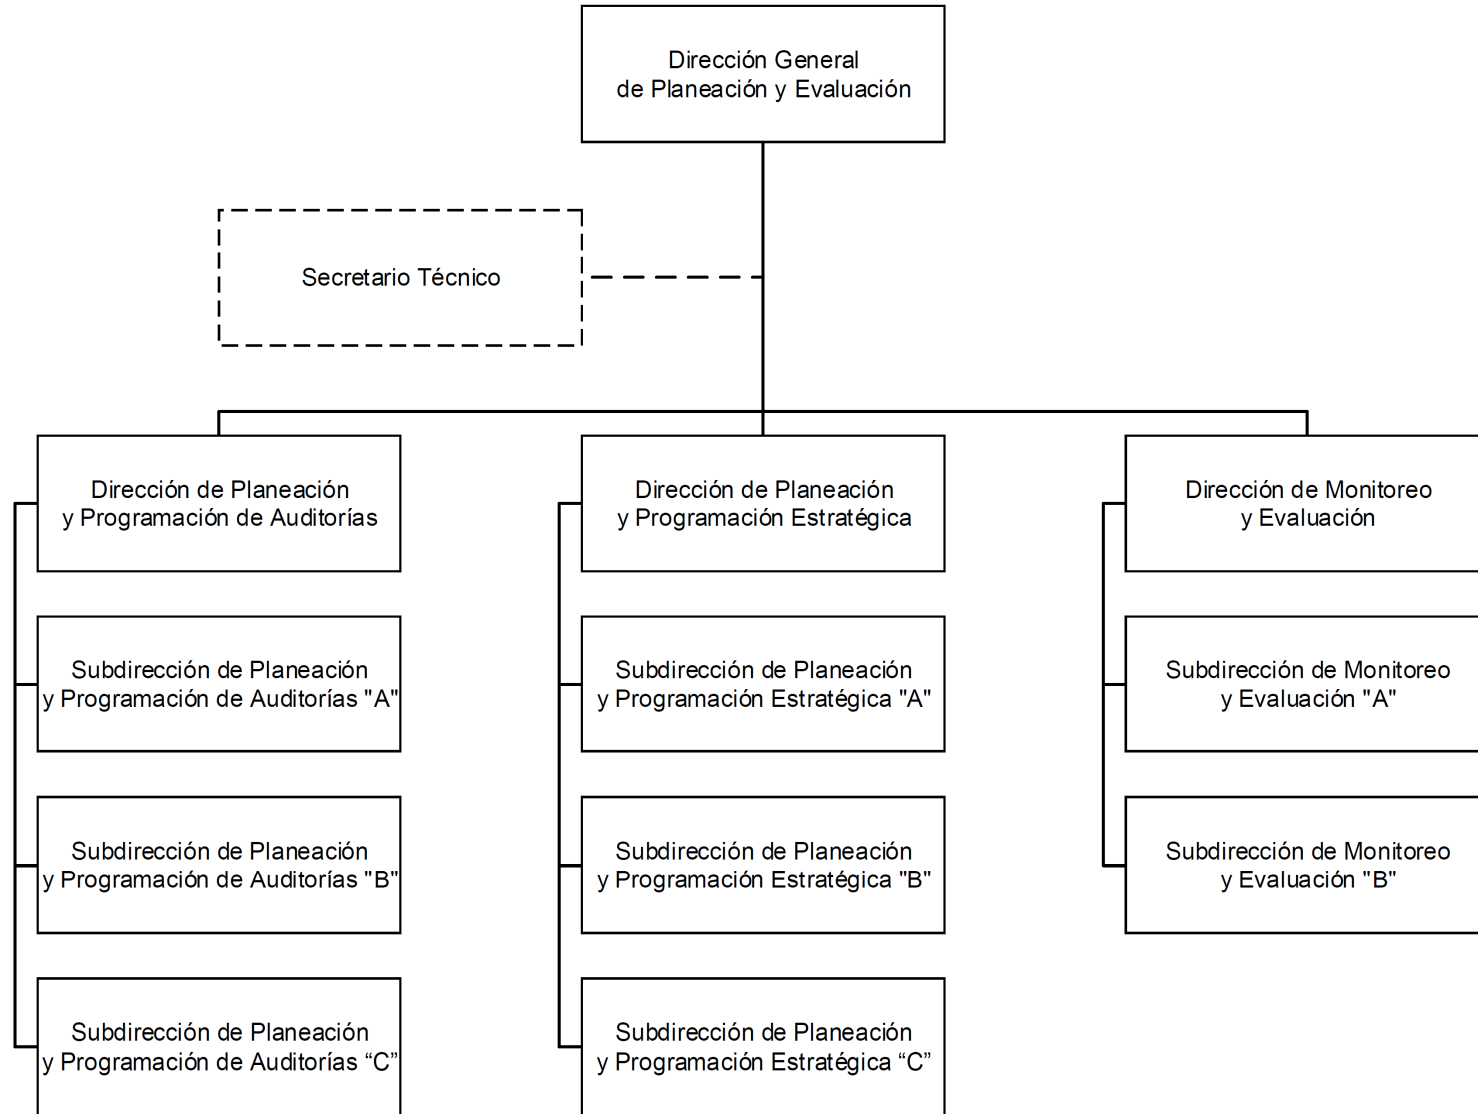 Dirección General
de Planeación y Evaluación
Secretario Técnico
Dirección de Planeación
y Programación de Auditorías
Dirección de Planeación
y Programación Estratégica
Dirección de Monitoreo
y Evaluación
Subdirección de Planeación
y Programación de Auditorías "A"
Subdirección de Planeación
y Programación Estratégica "A"
Subdirección de Monitoreo
y Evaluación "A"
Subdirección de Planeación
y Programación de Auditorías "B"
Subdirección de Planeación
y Programación Estratégica "B"
Subdirección de Monitoreo
y Evaluación "B"
Subdirección de Planeación
y Programación de Auditorías “C”
Subdirección de Planeación
y Programación Estratégica “C”